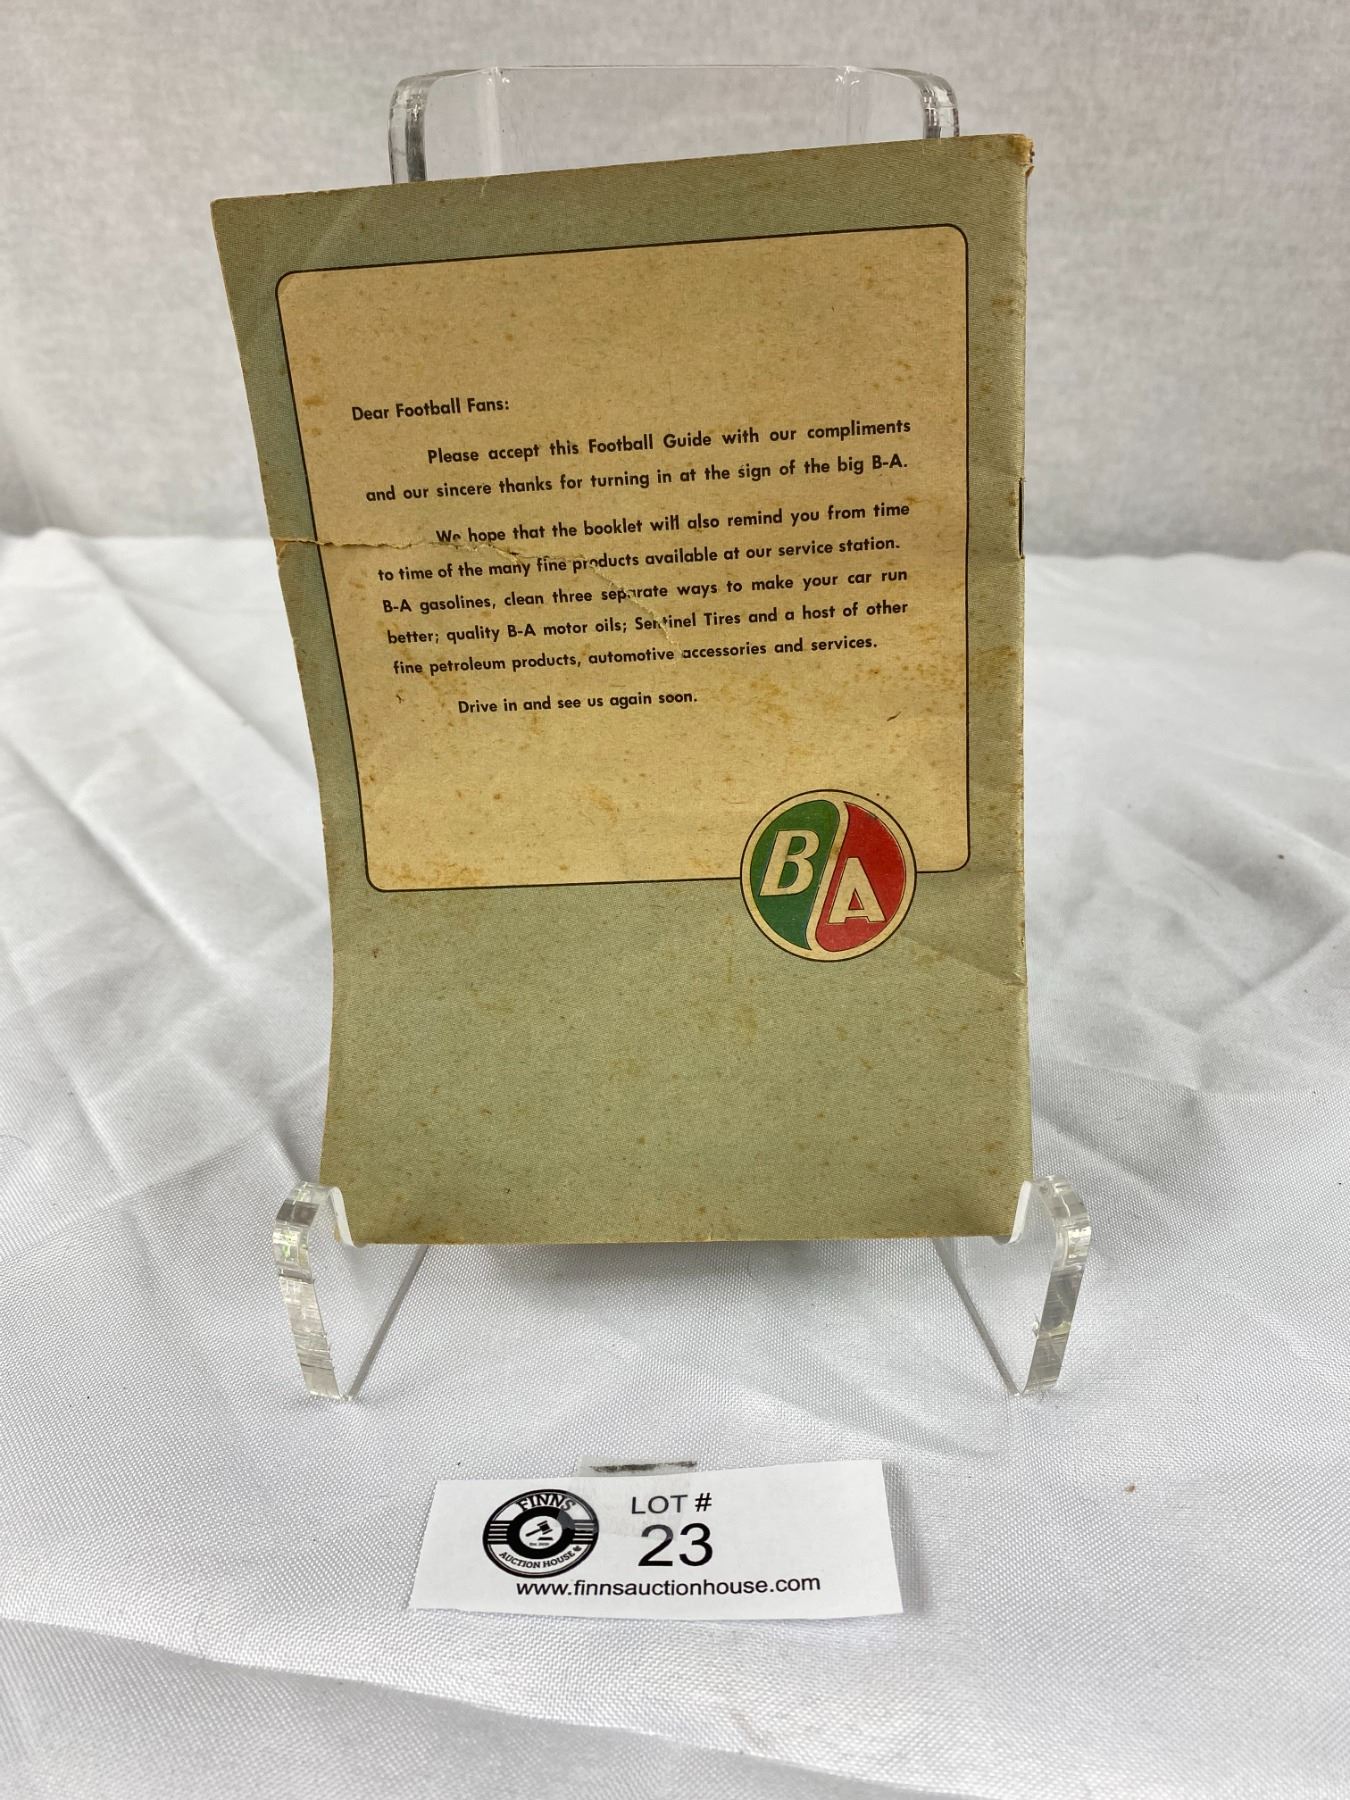 Dear Football Fans:
Please accept this Football Guide with our compliments
and our sincere thanks for turning in at the sign of the big B-A.
We hope that the booklet will also remind you from time
to time of the many fine products available at our service station.
B-A gasolines, clean three separate ways to make your car run
better; quality B-A motor oils; Sentinel Tires and a host of other
fine petroleum products, automotive accessories and services.
Drive in and see us again soon.
B A
FINNS
AUCTION HOUSE
LOT #
23
www.finnsauctionhouse.com